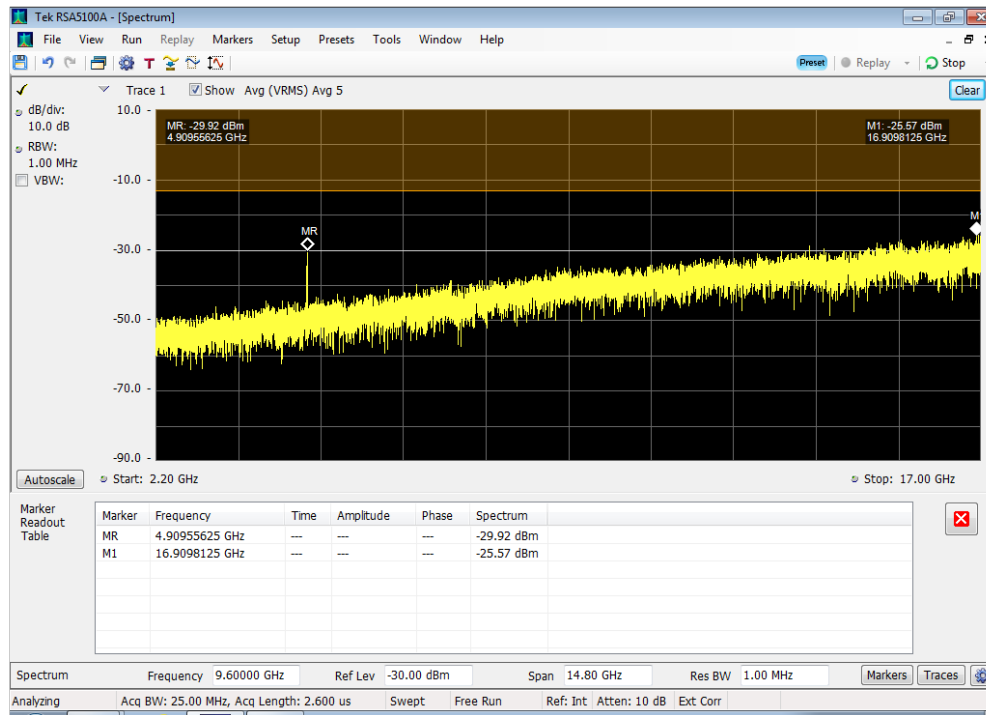 Tek RSA5100A - [Spectrum]
File View Run Replay Markers Setup Presets Tools Window Help
T Preset Replay Stop
Trace 1 Show Avg (VRMS) Avg 5 Clear
dB/div:
10.0 dB
RBW:
1.00 MHz
VBW:
10.0
-10.0
-30.0
-50.0
-70.0
-90.0
MR: -29.92 dBm
4.90955625 GHz
M1: -25.57 dBm
16.9098125 GHz
MR
Autoscale Start: 2.20 GHz Stop: 17.00 GHz
Marker
Readout
Table
Marker Frequency Time Amplitude Phase Spectrum
MR 4.90955625 GHz --- --- --- -29.92 dBm
M1 16.9098125 GHz --- --- --- -25.57 dBm
Spectrum Frequency 9.60000 GHz Ref Lev -30.00 dBm Span 14.80 GHz Res BW 1.00 MHz Markers Traces
Analyzing Acq BW: 25.00 MHz, Acq Length: 2.600 us Swept Free Run Ref: Int Atten: 10 dB Ext Corr